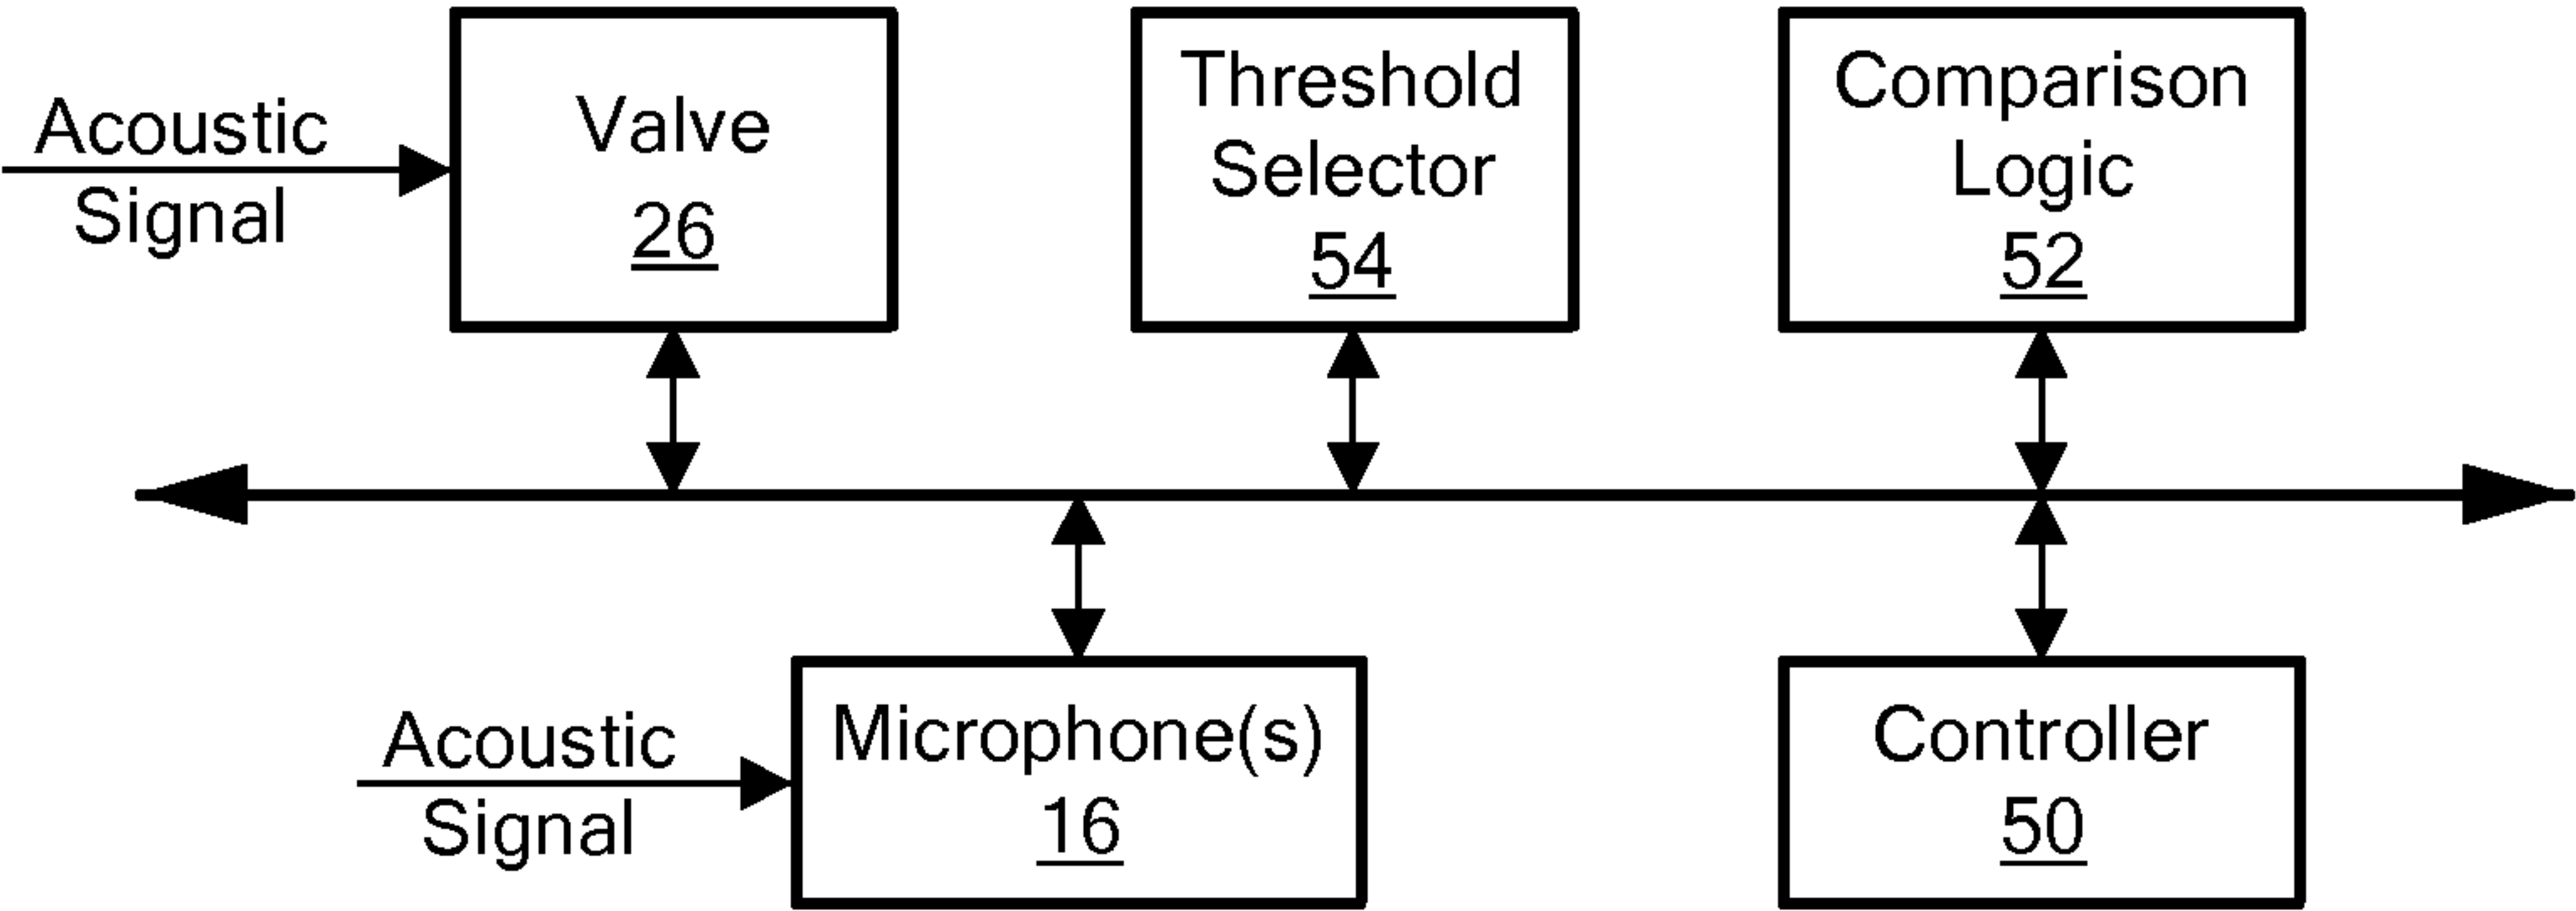 Acoustic
Signal
Valve
26
Threshold
Selector
54
Comparison
Logic
52
Acoustic
Signal
Microphone(s)
16
Controller
50